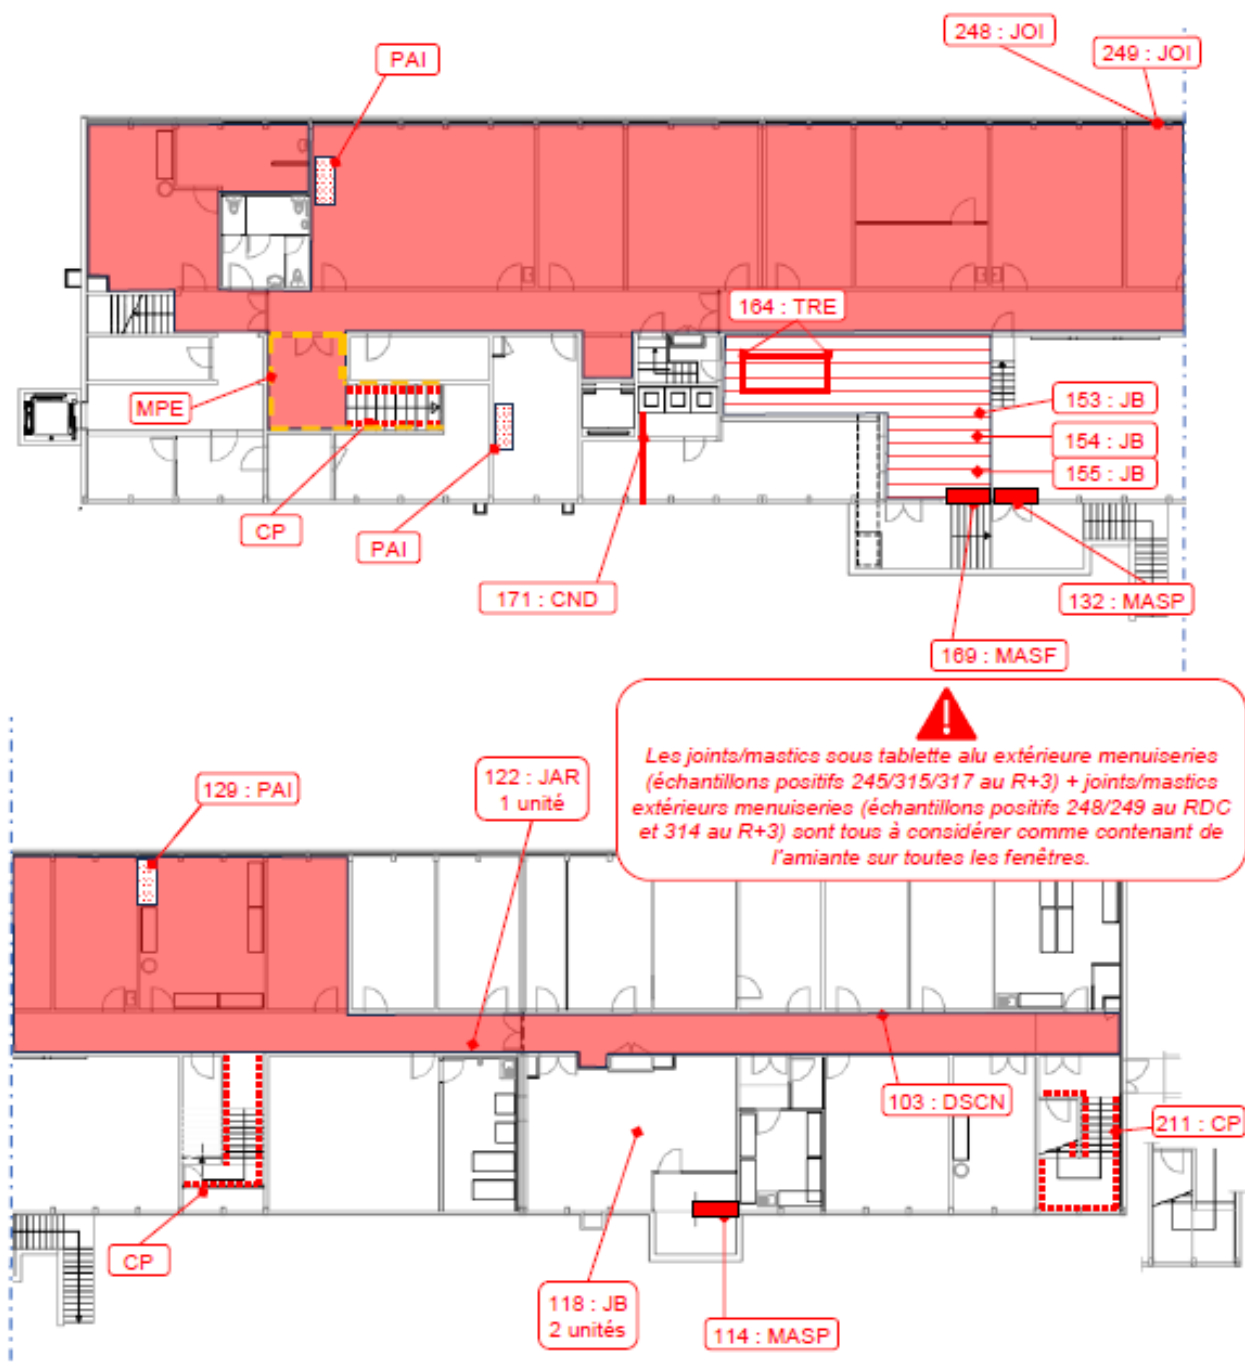 248 : JOI
249 : JOI
PAI
164 : TRE
MPE
153 : JB
154 : JB
155 : JB
CP
PAI
171 : CND
132 : MASP
169 : MASF
Les joints/mastics sous tablette alu extérieure menuiseries
(échantillons positifs 245/315/317 au R+3) + joints/mastics
extérieurs menuiseries (échantillons positifs 248/249 au RDC
et 314 au R+3) sont tous à considérer comme contenant de
l'amiante sur toutes les fenêtres.
129 : PAI
122 : JAR
1 unité
103 : DSCN
211 : CP
CP
118 : JB
2 unités
114 : MASP